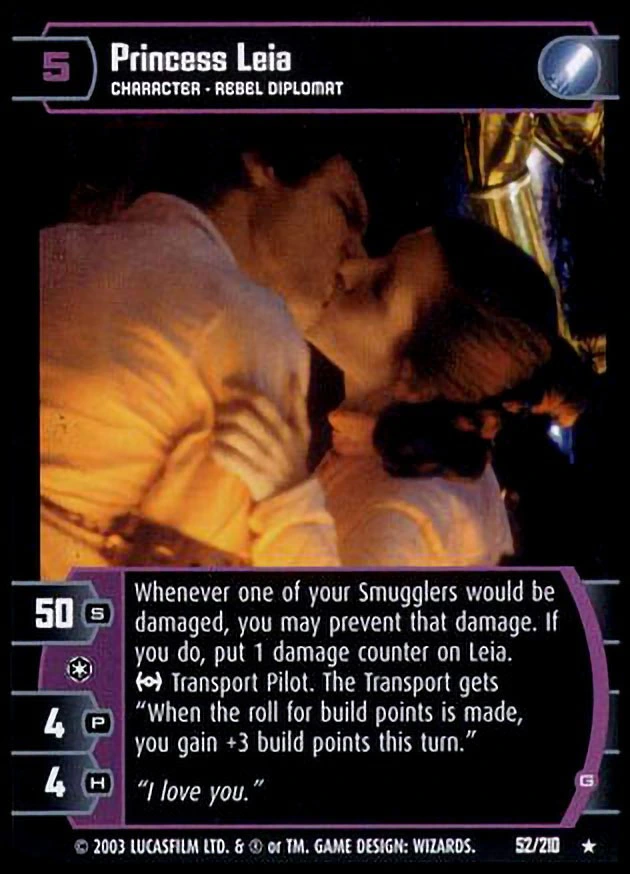 5
Princess Leia
CHARACTER - REBEL DIPLOMAT
50 S
4 P
4 H
Whenever one of your Smugglers would be
damaged, you may prevent that damage. If
you do, put 1 damage counter on Leia.
Transport Pilot. The Transport gets
“When the roll for build points is made,
you gain +3 build points this turn.”
“I love you.”
G
© 2003 LUCASFILM LTD. & ® or TM. GAME DESIGN: WIZARDS. 52/210 ★